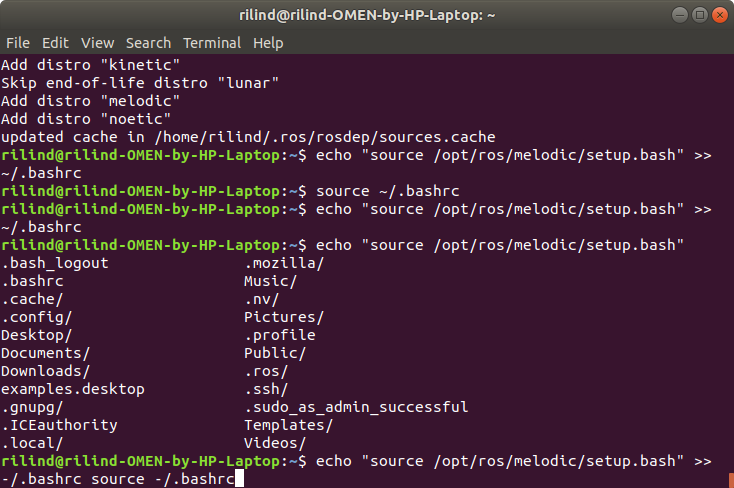 rilind@rilind-OMEN-by-HP-Laptop: ~
File Edit View Search Terminal Help
Add distro "kinetic"
Skip end-of-life distro "lunar"
Add distro "melodic"
Add distro "noetic"
updated cache in /home/rilind/.ros/rosdep/sources.cache
rilind@rilind-OMEN-by-HP-Laptop:~$ echo "source /opt/ros/melodic/setup.bash" >>
~/.bashrc
rilind@rilind-OMEN-by-HP-Laptop:~$ source ~/.bashrc
rilind@rilind-OMEN-by-HP-Laptop:~$ echo "source /opt/ros/melodic/setup.bash" >>
~/.bashrc
rilind@rilind-OMEN-by-HP-Laptop:~$ echo "source /opt/ros/melodic/setup.bash"
.bash_logout .mozilla/
.bashrc Music/
.cache/ .nv/
.config/ Pictures/
Desktop/ .profile
Documents/ Public/
Downloads/ .ros/
examples.desktop .ssh/
.gnupg/ .sudo_as_admin_successful
.ICEauthority Templates/
.local/ Videos/
rilind@rilind-OMEN-by-HP-Laptop:~$ echo "source /opt/ros/melodic/setup.bash" >>
-/.bashrc source -/.bashrc